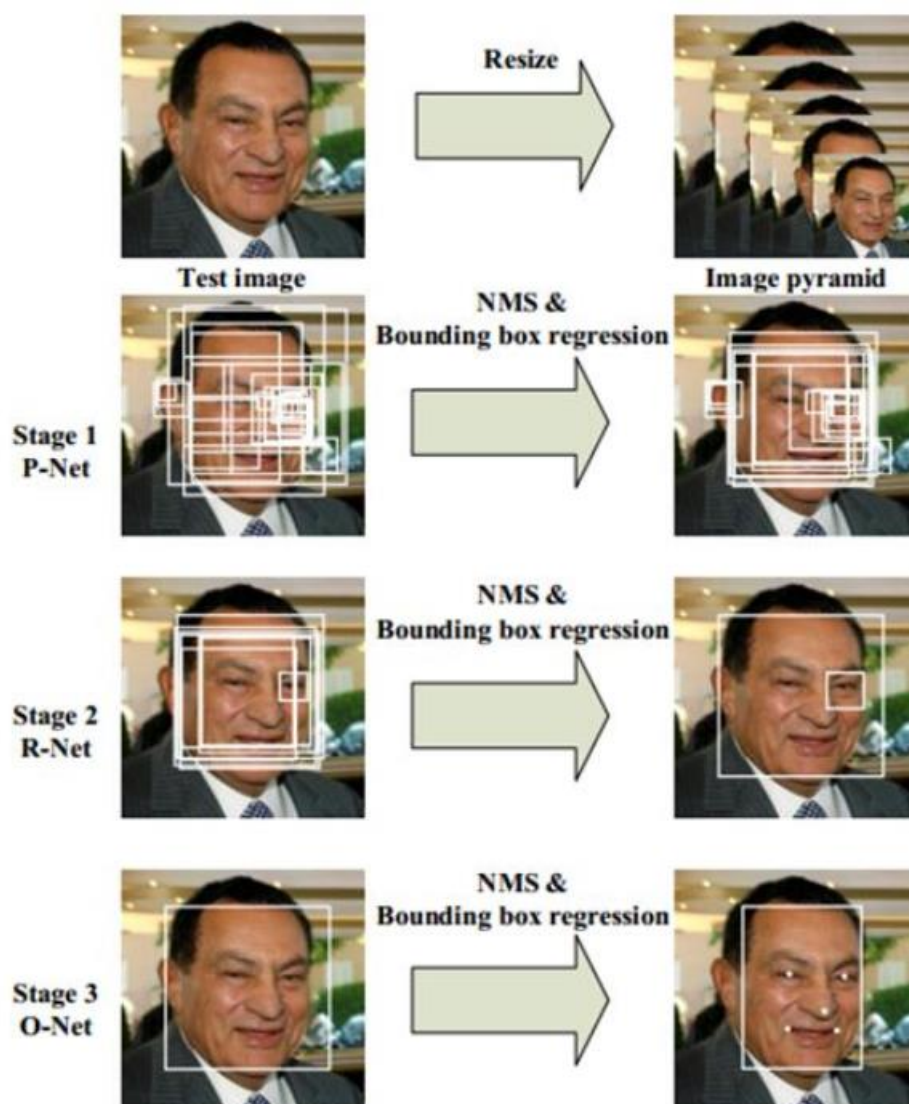 Resize
Test image
Image pyramid
NMS &
Bounding box regression
Stage 1
P-Net
NMS &
Bounding box regression
Stage 2
R-Net
NMS &
Bounding box regression
Stage 3
O-Net